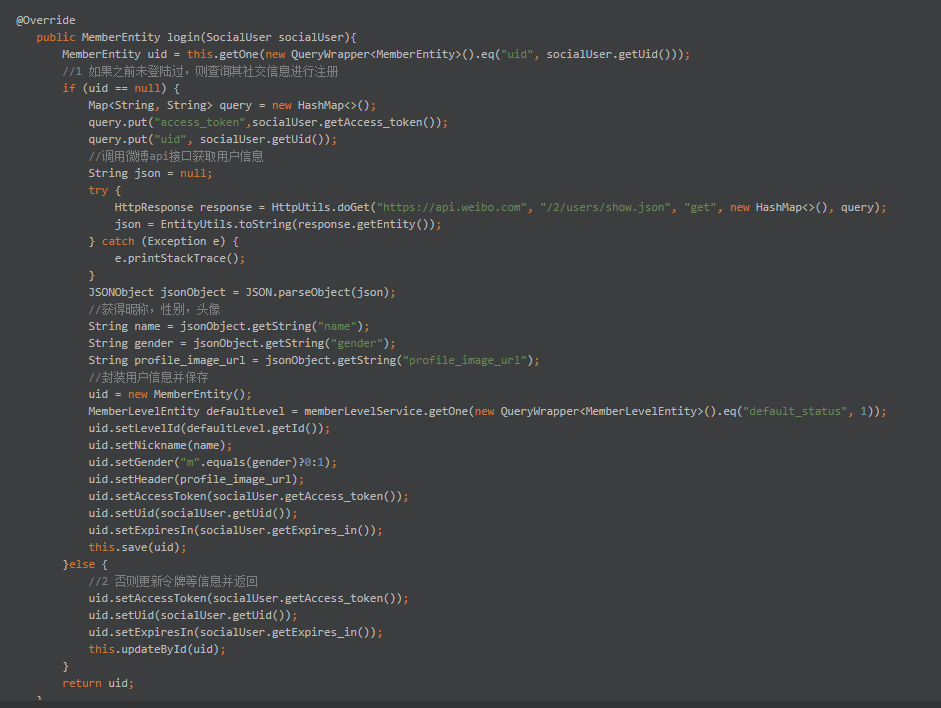 @Override
public MemberEntity login(SocialUser socialUser){
MemberEntity uid = this.getOne(new QueryWrapper<MemberEntity>().eq("uid", socialUser.getUid()));
//1 如果之前未登陆过，则查询其社交信息进行注册
if (uid == null) {
Map<String, String> query = new HashMap<>();
query.put("access_token",socialUser.getAccess_token());
query.put("uid", socialUser.getUid());
//调用微博api接口获取用户信息
String json = null;
try {
HttpResponse response = HttpUtils.doGet("https://api.weibo.com", "/2/users/show.json", "get", new HashMap<>(), query);
json = EntityUtils.toString(response.getEntity());
} catch (Exception e) {
e.printStackTrace();
}
JSONObject jsonObject = JSON.parseObject(json);
//获得昵称，性别，头像
String name = jsonObject.getString("name");
String gender = jsonObject.getString("gender");
String profile_image_url = jsonObject.getString("profile_image_url");
//封装用户信息并保存
uid = new MemberEntity();
MemberLevelEntity defaultLevel = memberLevelService.getOne(new QueryWrapper<MemberLevelEntity>().eq("default_status", 1));
uid.setLevelId(defaultLevel.getId());
uid.setNickname(name);
uid.setGender("m".equals(gender)?0:1);
uid.setHeader(profile_image_url);
uid.setAccessToken(socialUser.getAccess_token());
uid.setUid(socialUser.getUid());
uid.setExpiresIn(socialUser.getExpires_in());
this.save(uid);
}else {
//2 否则更新令牌等信息并返回
uid.setAccessToken(socialUser.getAccess_token());
uid.setUid(socialUser.getUid());
uid.setExpiresIn(socialUser.getExpires_in());
this.updateById(uid);
}
return uid;